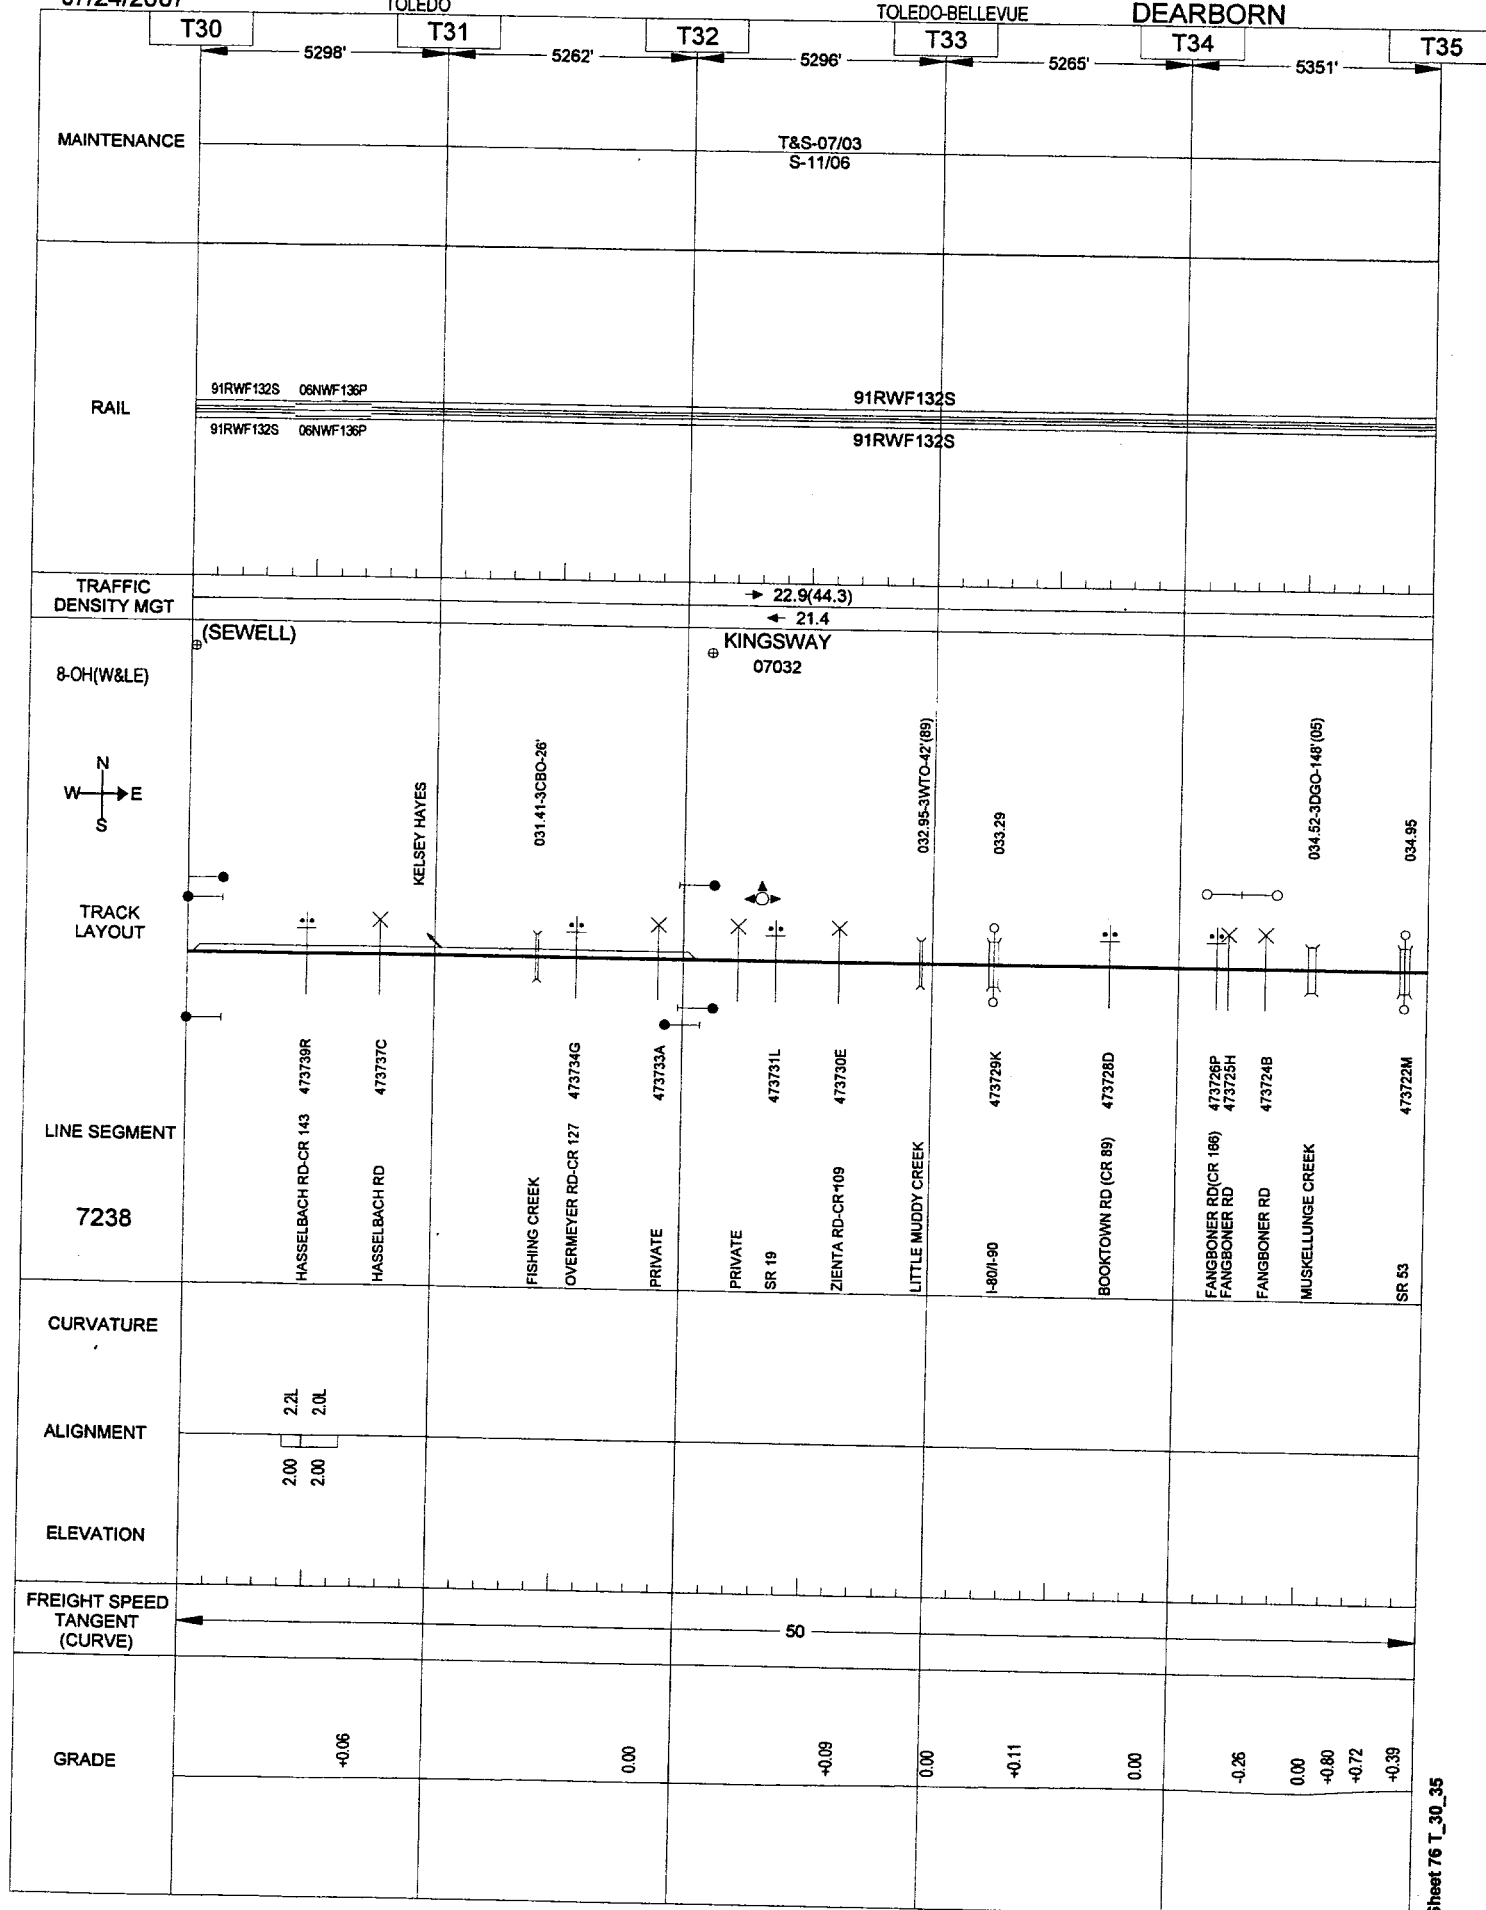 07/24/2007
TOLEDO
TOLEDO-BELLEVUE
DEARBORN
T30
T31
T32
T33
T34
T35
5298'
5262'
5296'
5265'
5351'
MAINTENANCE
T&S-07/03
S-11/06
RAIL
91RWF132S
06NWF136P
91RWF132S
91RWF132S
06NWF136P
91RWF132S
TRAFFIC
DENSITY MGT
22.9(44.3)
21.4
8-OH(W&LE)
(SEWELL)
KINGSWAY
07032
N
W
E
S
KELSEY HAYES
031.41-3CBO-26'
032.95-3WTO-42'(89)
033.29
034.52-3DGO-148'(05)
034.95
TRACK
LAYOUT
LINE SEGMENT
7238
HASSELBACH RD-CR 143 473739R
HASSELBACH RD 473737C
FISHING CREEK
OVERMEYER RD-CR 127 473734G
PRIVATE 473733A
PRIVATE
SR 19 473731L
ZIENTA RD-CR 109 473730E
LITTLE MUDDY CREEK
I-80/I-90 473729K
BOOKTOWN RD (CR 89) 473728D
FANGBONER RD(CR 166) 473726P
FANGBONER RD 473725H
FANGBONER RD 473724B
MUSKELLUNGE CREEK
SR 53 473722M
CURVATURE
2.2L
2.0L
ALIGNMENT
2.00
2.00
ELEVATION
FREIGHT SPEED
TANGENT
(CURVE)
50
GRADE
+0.06
0.00
+0.09
0.00
+0.11
0.00
-0.26
0.00
+0.80
+0.72
+0.39
Sheet 76 T_30_35